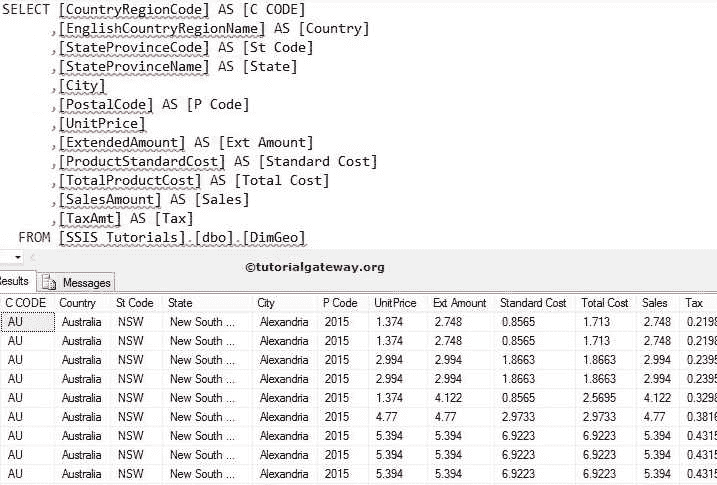 SELECT [CountryRegionCode] AS [C CODE]
,[EnglishCountryRegionName] AS [Country]
,[StateProvinceCode] AS [St Code]
,[StateProvinceName] AS [State]
,[City]
,[PostalCode] AS [P Code]
,[UnitPrice]
,[ExtendedAmount] AS [Ext Amount]
,[ProductStandardCost] AS [Standard Cost]
,[TotalProductCost] AS [Total Cost]
,[SalesAmount] AS [Sales]
,[TaxAmt] AS [Tax]
FROM [SSIS Tutorials].[dbo].[DimGeo]
©tutorialgateway.org
esults Messages
C CODE Country St Code State City P Code UnitPrice Ext Amount Standard Cost Total Cost Sales Tax
AU Australia NSW New South ... Alexandria 2015 1.374 2.748 0.8565 1.713 2.748 0.2198
AU Australia NSW New South ... Alexandria 2015 1.374 2.748 0.8565 1.713 2.748 0.2198
AU Australia NSW New South ... Alexandria 2015 2.994 2.994 1.8663 1.8663 2.994 0.2395
AU Australia NSW New South ... Alexandria 2015 2.994 2.994 1.8663 1.8663 2.994 0.2395
AU Australia NSW New South ... Alexandria 2015 1.374 4.122 0.8565 2.5695 4.122 0.3298
AU Australia NSW New South ... Alexandria 2015 4.77 4.77 2.9733 2.9733 4.77 0.3816
AU Australia NSW New South ... Alexandria 2015 5.394 5.394 6.9223 6.9223 5.394 0.4315
AU Australia NSW New South ... Alexandria 2015 5.394 5.394 6.9223 6.9223 5.394 0.4315
AU Australia NSW New South ... Alexandria 2015 5.394 5.394 6.9223 6.9223 5.394 0.4315